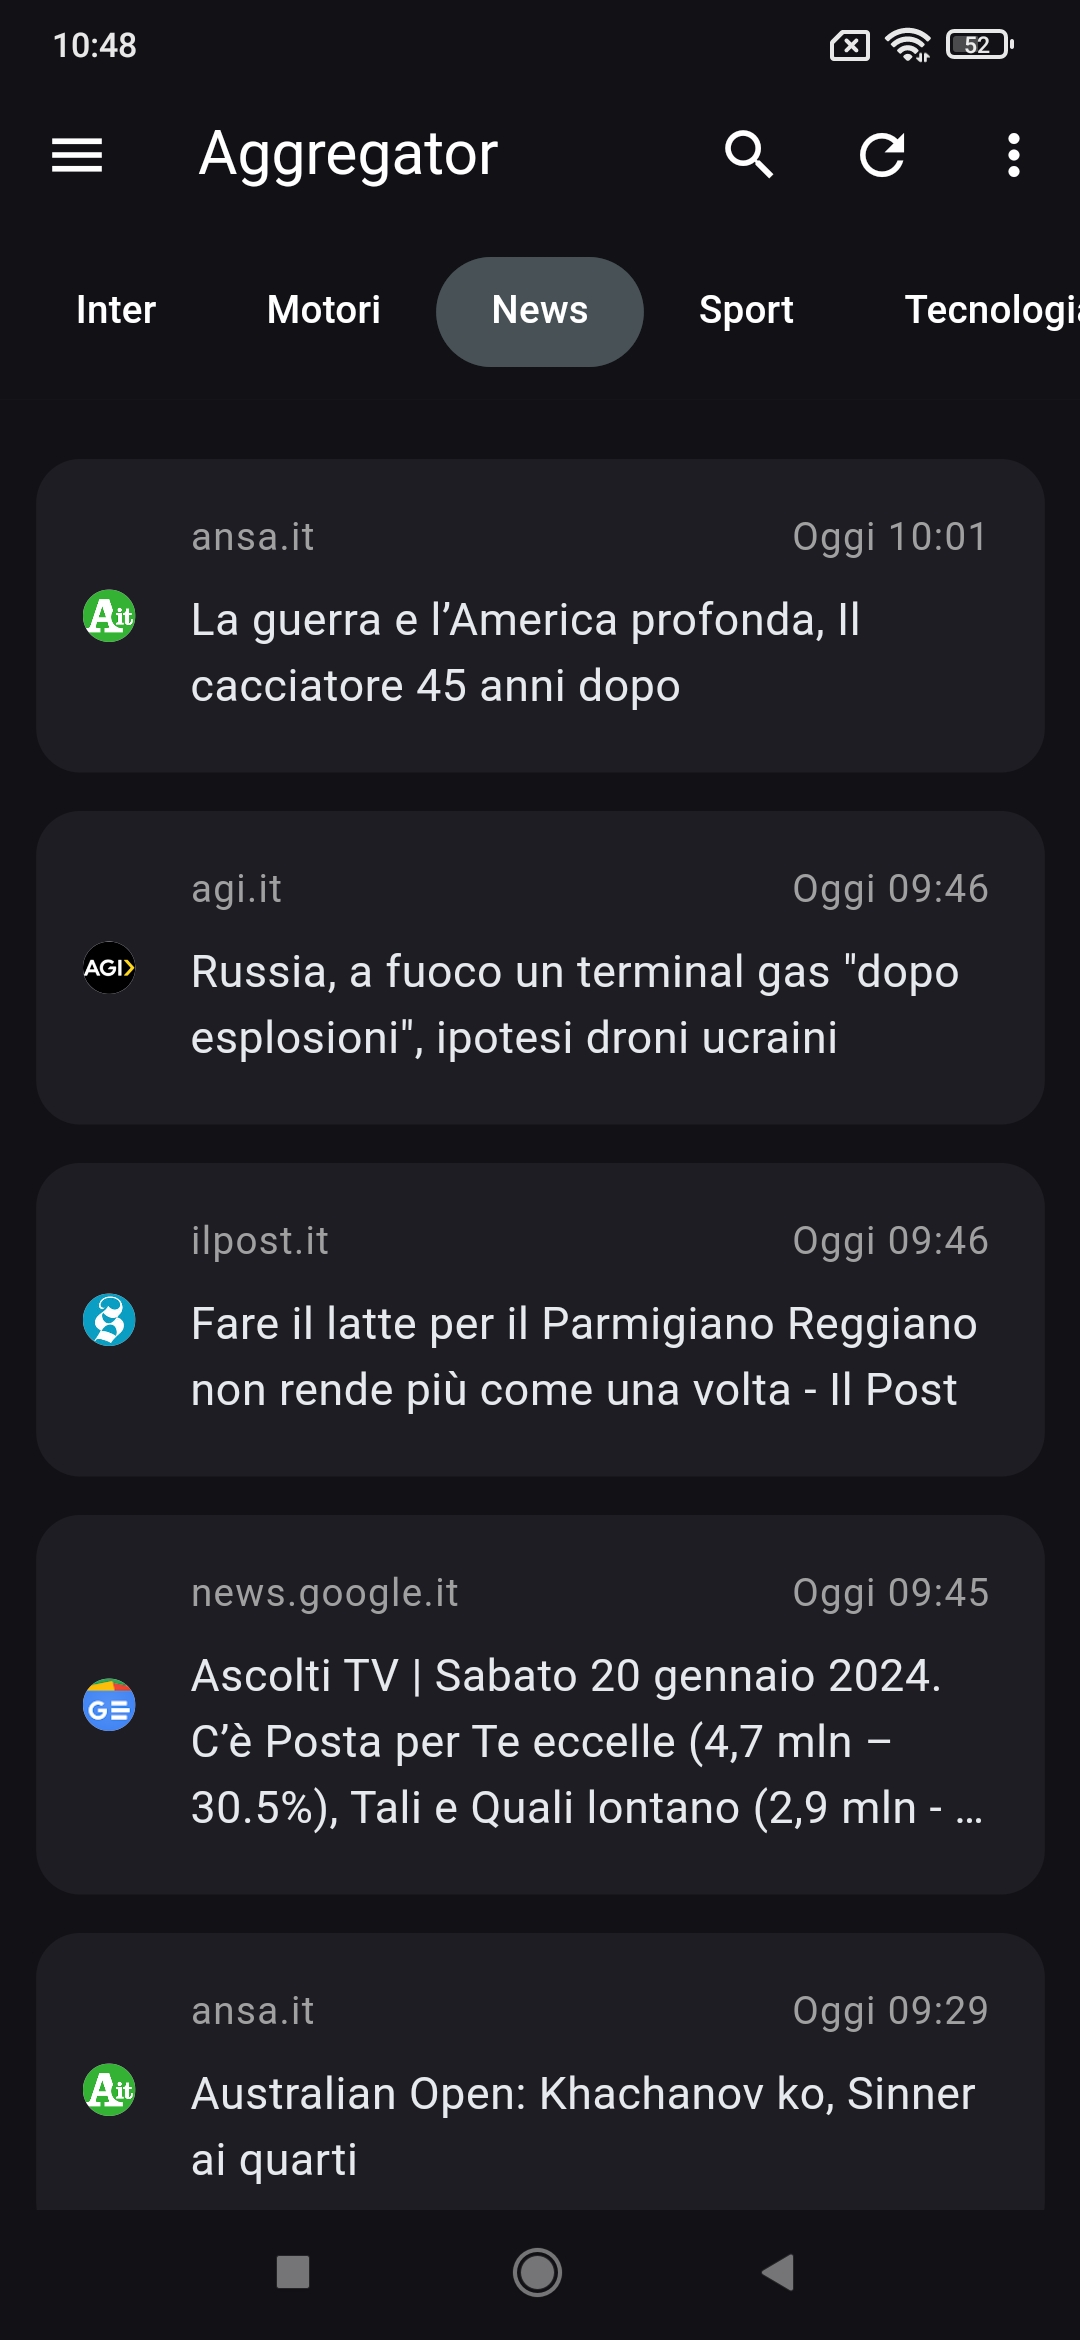 10:48
52
Aggregator
Inter Motori News Sport Tecnologia
ansa.it Oggi 10:01
Ait
La guerra e l’America profonda, Il
cacciatore 45 anni dopo
agi.it Oggi 09:46
AGI
Russia, a fuoco un terminal gas "dopo
esplosioni", ipotesi droni ucraini
ilpost.it Oggi 09:46
Fare il latte per il Parmigiano Reggiano
non rende più come una volta - Il Post
news.google.it Oggi 09:45
G
Ascolti TV | Sabato 20 gennaio 2024.
C’è Posta per Te eccelle (4,7 mln –
30.5%), Tali e Quali lontano (2,9 mln - …
ansa.it Oggi 09:29
Ait
Australian Open: Khachanov ko, Sinner
ai quarti